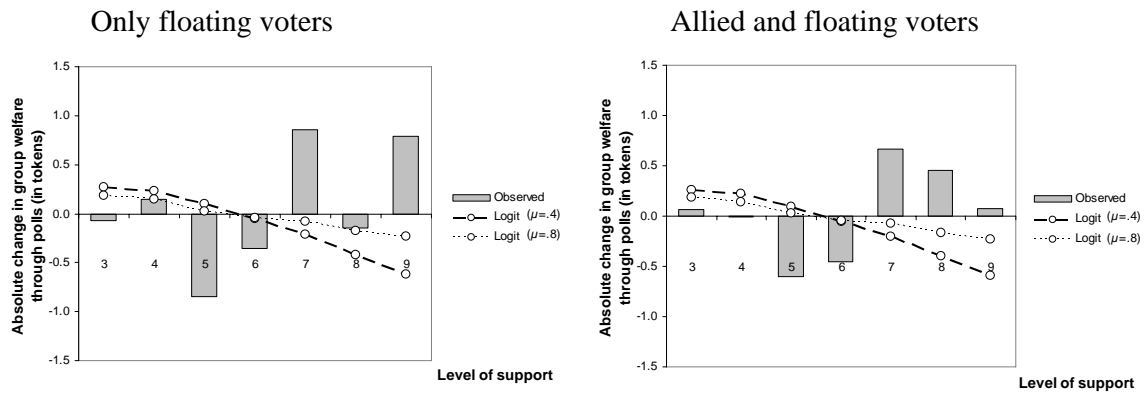 Only floating voters
Absolute change in group welfare
through polls (in tokens)
1.5
1.0
0.5
0.0
-0.5
-1.0
-1.5
3 4 5 6 7 8 9
Level of support
Observed
Logit (μ=.4)
Logit (μ=.8)
Allied and floating voters
Absolute change in group welfare
through polls (in tokens)
1.5
1.0
0.5
0.0
-0.5
-1.0
-1.5
3 4 5 6 7 8 9
Level of support
Observed
Logit (μ=.4)
Logit (μ=.8)